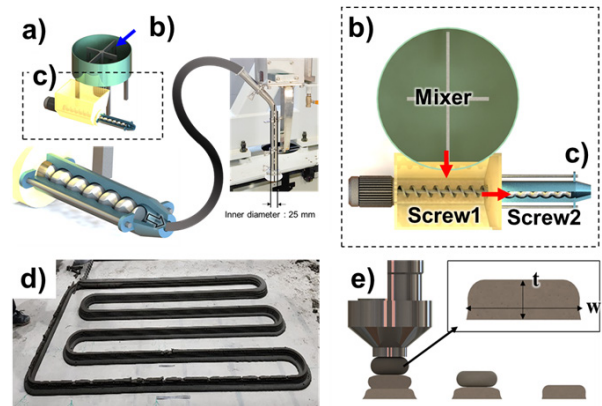 a)
b)
c)
Inner diameter : 25 mm
b)
Mixer
c)
Screw1
Screw2
d)
e)
t
w